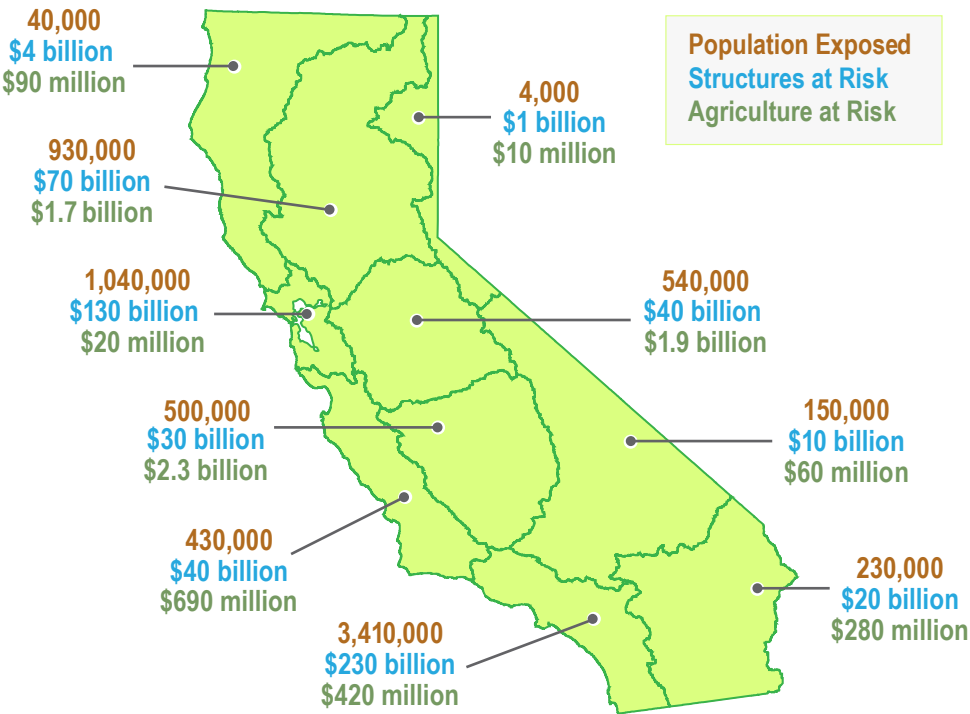 40,000
$4 billion
$90 million
Population Exposed
Structures at Risk
Agriculture at Risk
4,000
$1 billion
$10 million
930,000
$70 billion
$1.7 billion
1,040,000
$130 billion
$20 million
540,000
$40 billion
$1.9 billion
500,000
$30 billion
$2.3 billion
150,000
$10 billion
$60 million
430,000
$40 billion
$690 million
230,000
$20 billion
$280 million
3,410,000
$230 billion
$420 million